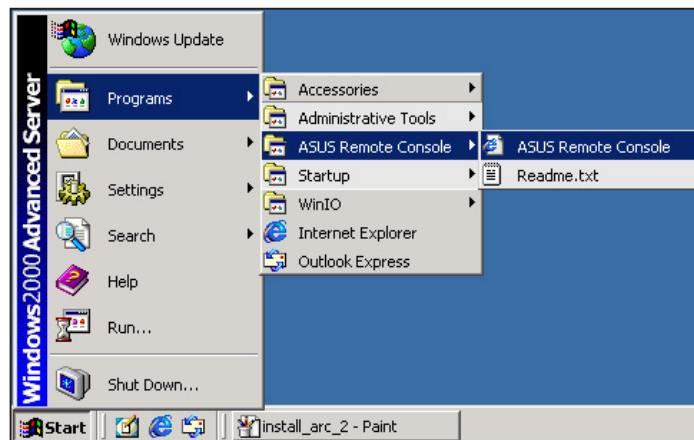 Windows2000 Advanced Server
Windows Update
Programs
Documents
Settings
Search
Help
Run...
Shut Down...
Accessories
Administrative Tools
ASUS Remote Console
Startup
WinIO
Internet Explorer
Outlook Express
ASUS Remote Console
Readme.txt
Start
install_arc_2 - Paint